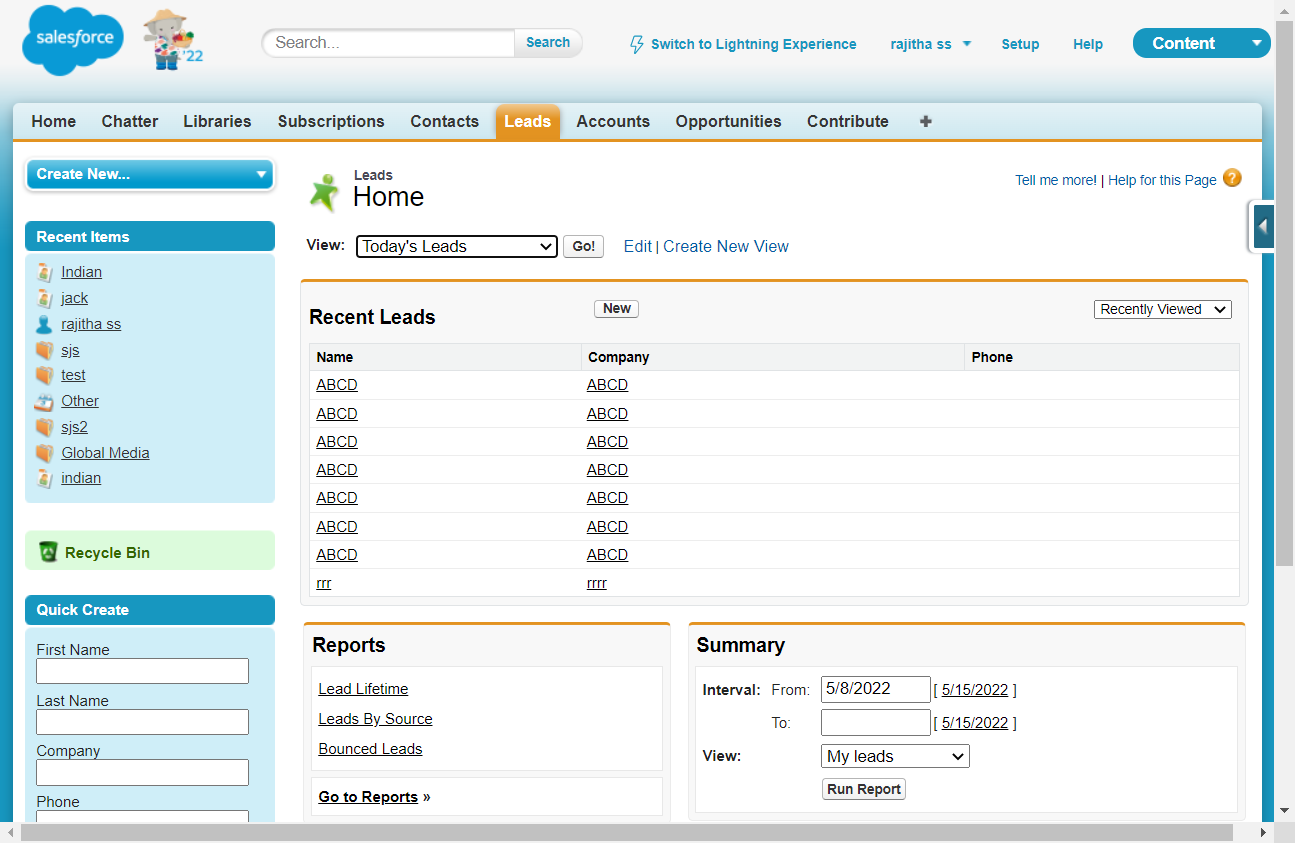 salesforce
'22
Search...
Search
Switch to Lightning Experience
rajitha ss
Setup
Help
Content
Home Chatter Libraries Subscriptions Contacts Leads Accounts Opportunities Contribute +
Create New...
Recent Items
Indian
jack
rajitha ss
sjs
test
Other
sjs2
Global Media
indian
Recycle Bin
Quick Create
First Name
Last Name
Company
Phone
Leads
Home
Tell me more! | Help for this Page ?
View: Today's Leads Go! Edit | Create New View
Recent Leads New Recently Viewed
Name Company Phone
ABCD ABCD
ABCD ABCD
ABCD ABCD
ABCD ABCD
ABCD ABCD
ABCD ABCD
ABCD ABCD
rrr rrrr
Reports
Lead Lifetime
Leads By Source
Bounced Leads
Go to Reports »
Summary
Interval: From: 5/8/2022 [ 5/15/2022 ]
To: [ 5/15/2022 ]
View: My leads
Run Report